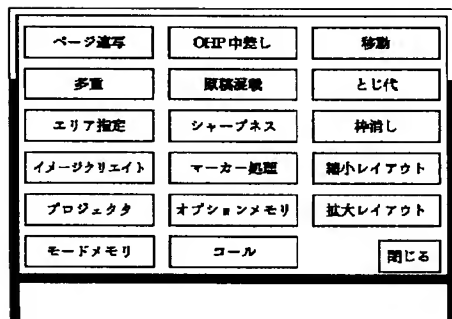 ページ連写 OHP中差し 移動
多重 原稿混載 とじ代
エリア指定 シャープネス 枠消し
イメージクリエイト マーカー処理 縮小レイアウト
プロジェクタ オプションメモリ 拡大レイアウト
モードメモリ コール 閉じる